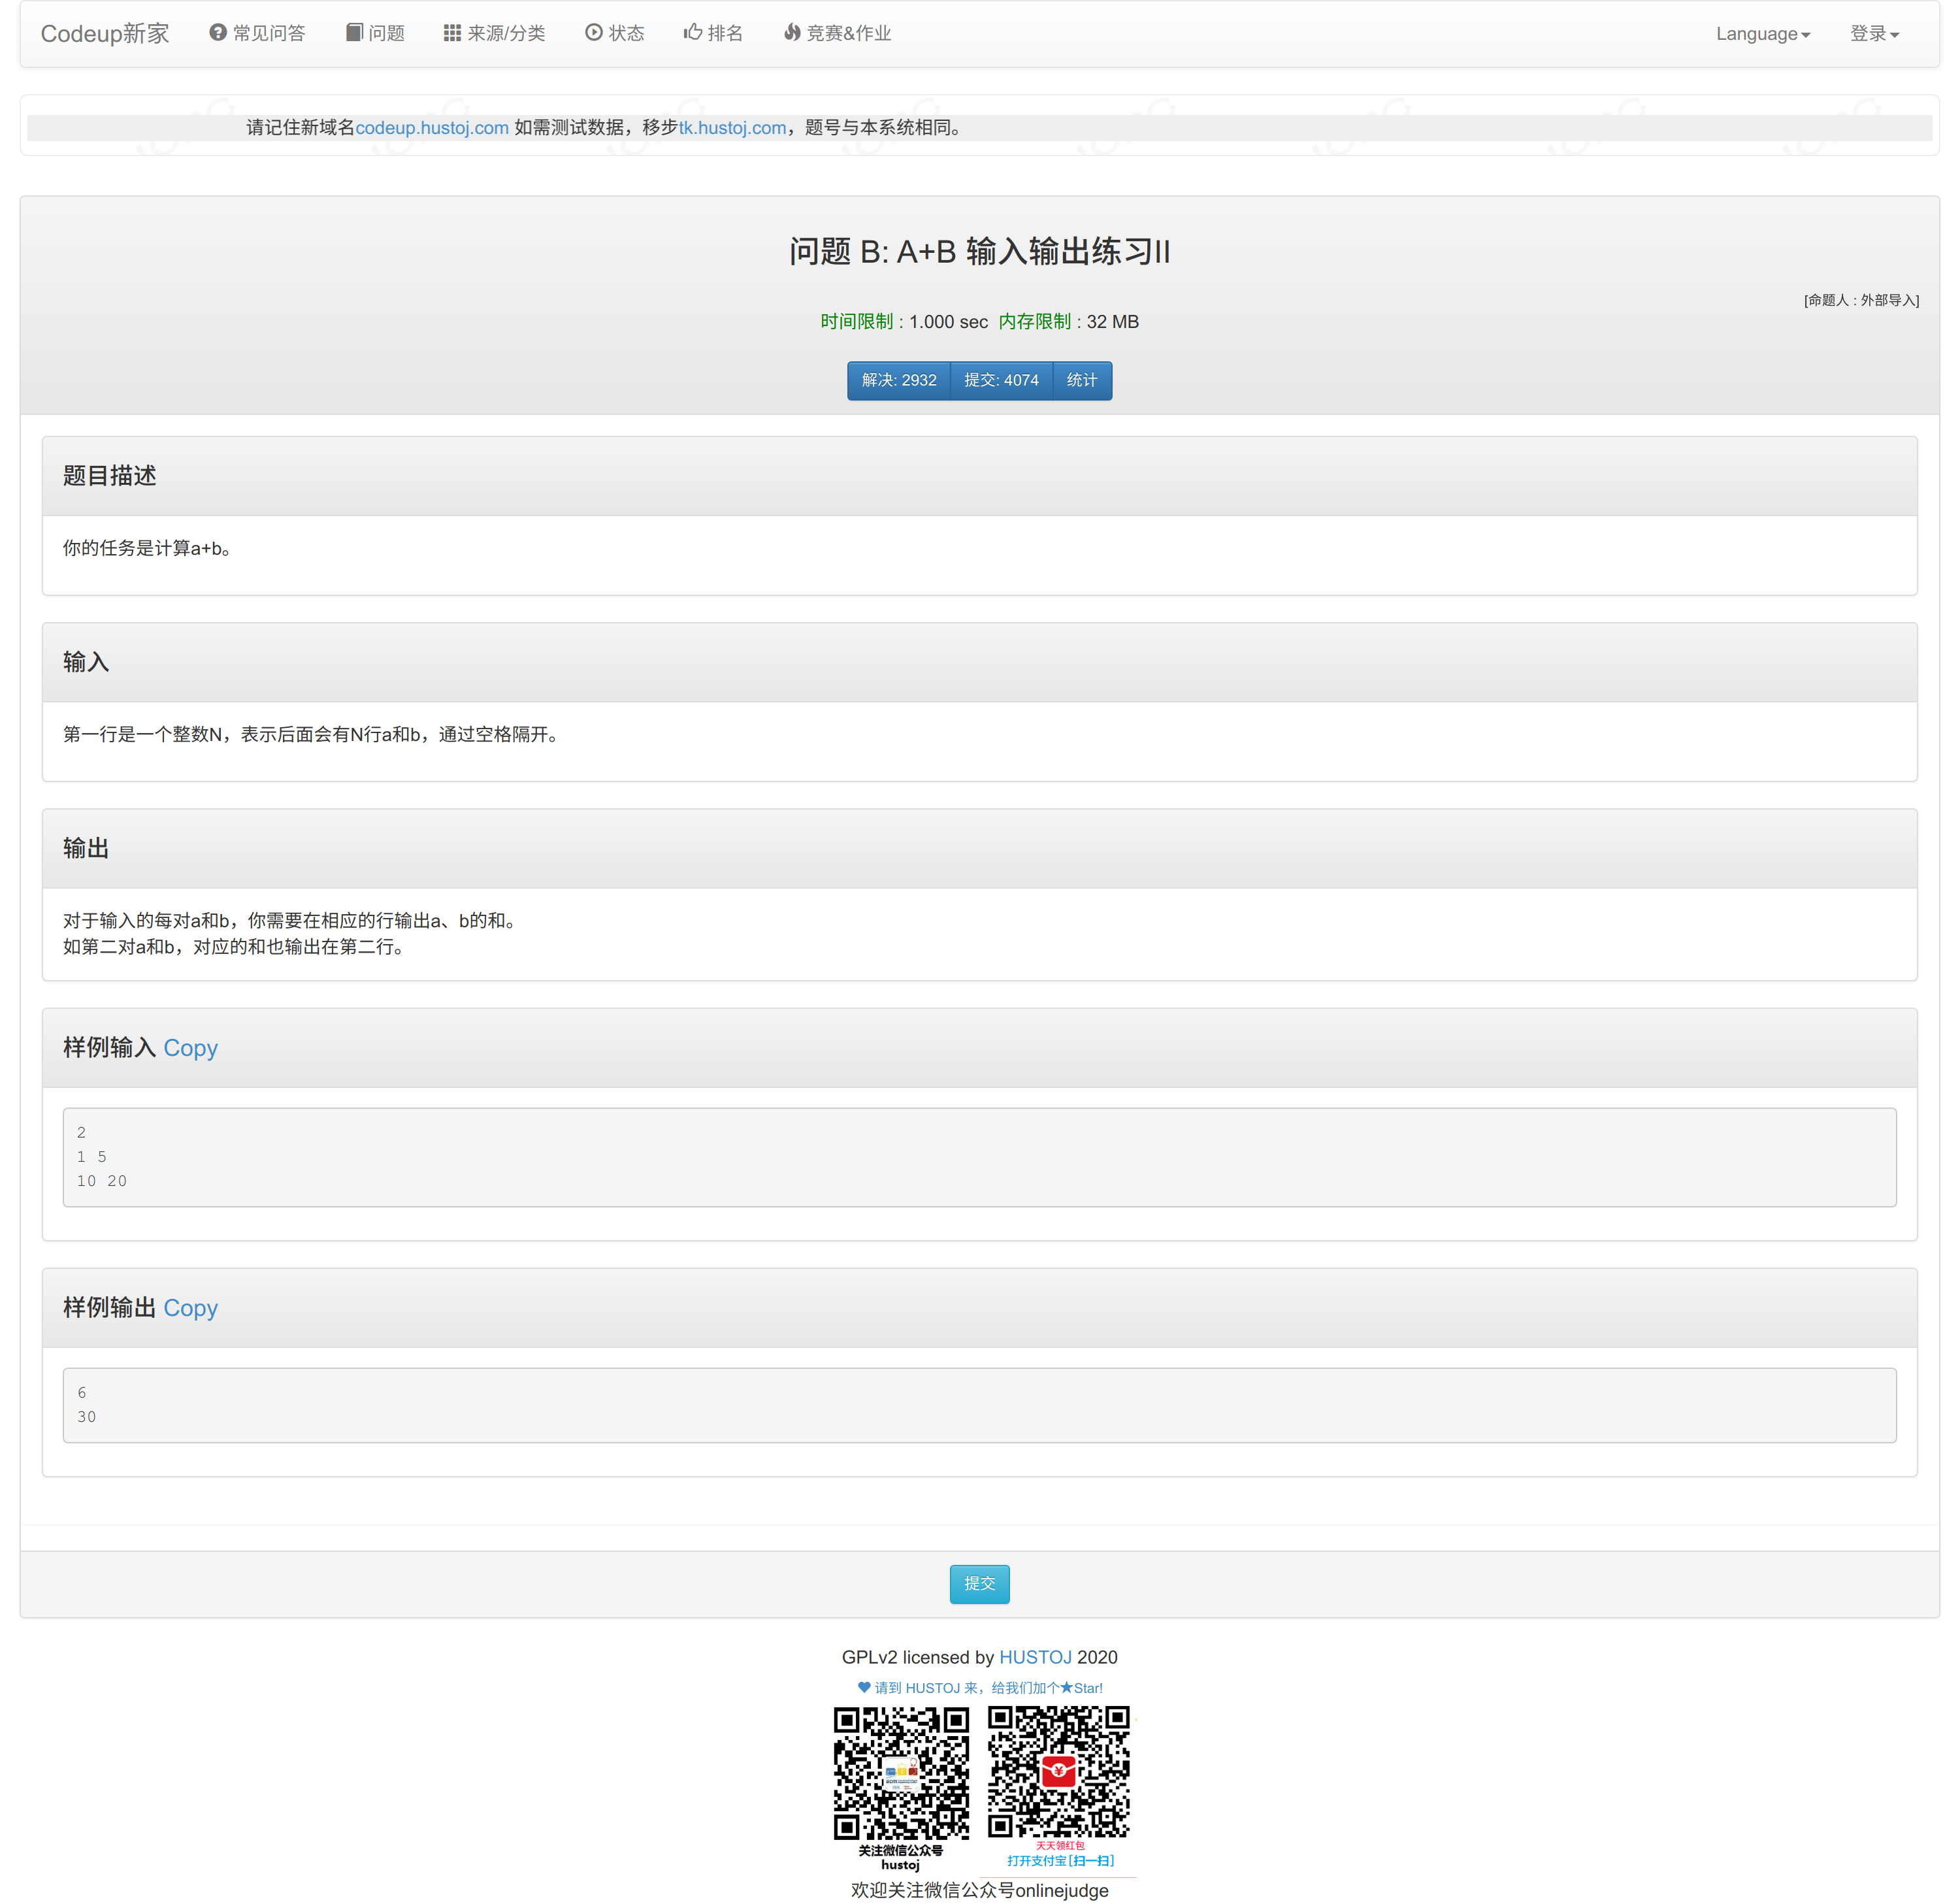 Codeup新家 常见问答 问题 来源/分类 状态 排名 竞赛&作业 Language 登录
请记住新域名codeup.hustoj.com 如需测试数据，移步tk.hustoj.com，题号与本系统相同。
问题 B: A+B 输入输出练习II
[命题人 : 外部导入]
时间限制 : 1.000 sec 内存限制 : 32 MB
解决: 2932 提交: 4074 统计
题目描述
你的任务是计算a+b。
输入
第一行是一个整数N，表示后面会有N行a和b，通过空格隔开。
输出
对于输入的每对a和b，你需要在相应的行输出a、b的和。
如第二对a和b，对应的和也输出在第二行。
样例输入 Copy
2
1 5
10 20
样例输出 Copy
6
30
提交
GPLv2 licensed by HUSTOJ 2020
请到 HUSTOJ 来，给我们加个★Star!
关注微信公众号
hustoj
天天领红包
打开支付宝[扫一扫]
欢迎关注微信公众号onlinejudge